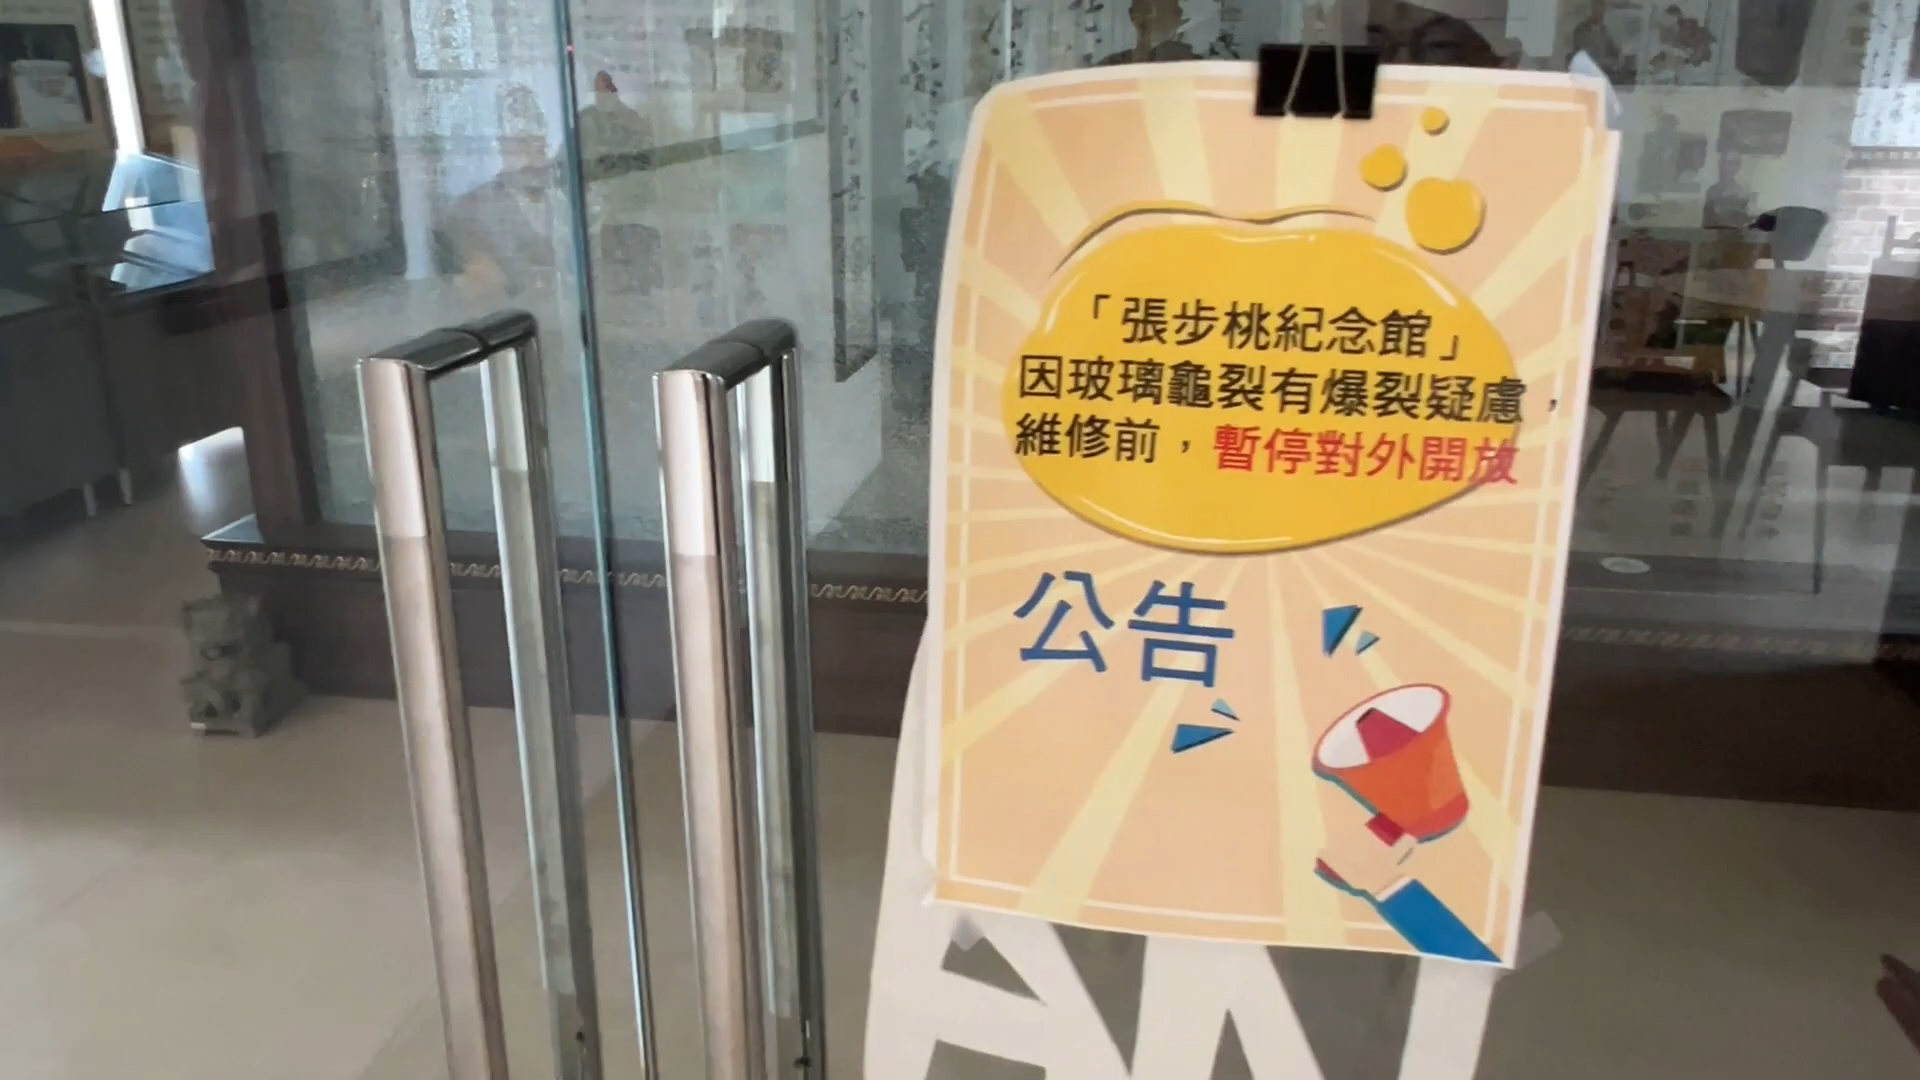 「張步桃紀念館」
因玻璃龜裂有爆裂疑慮，
維修前，暫停對外開放
公告